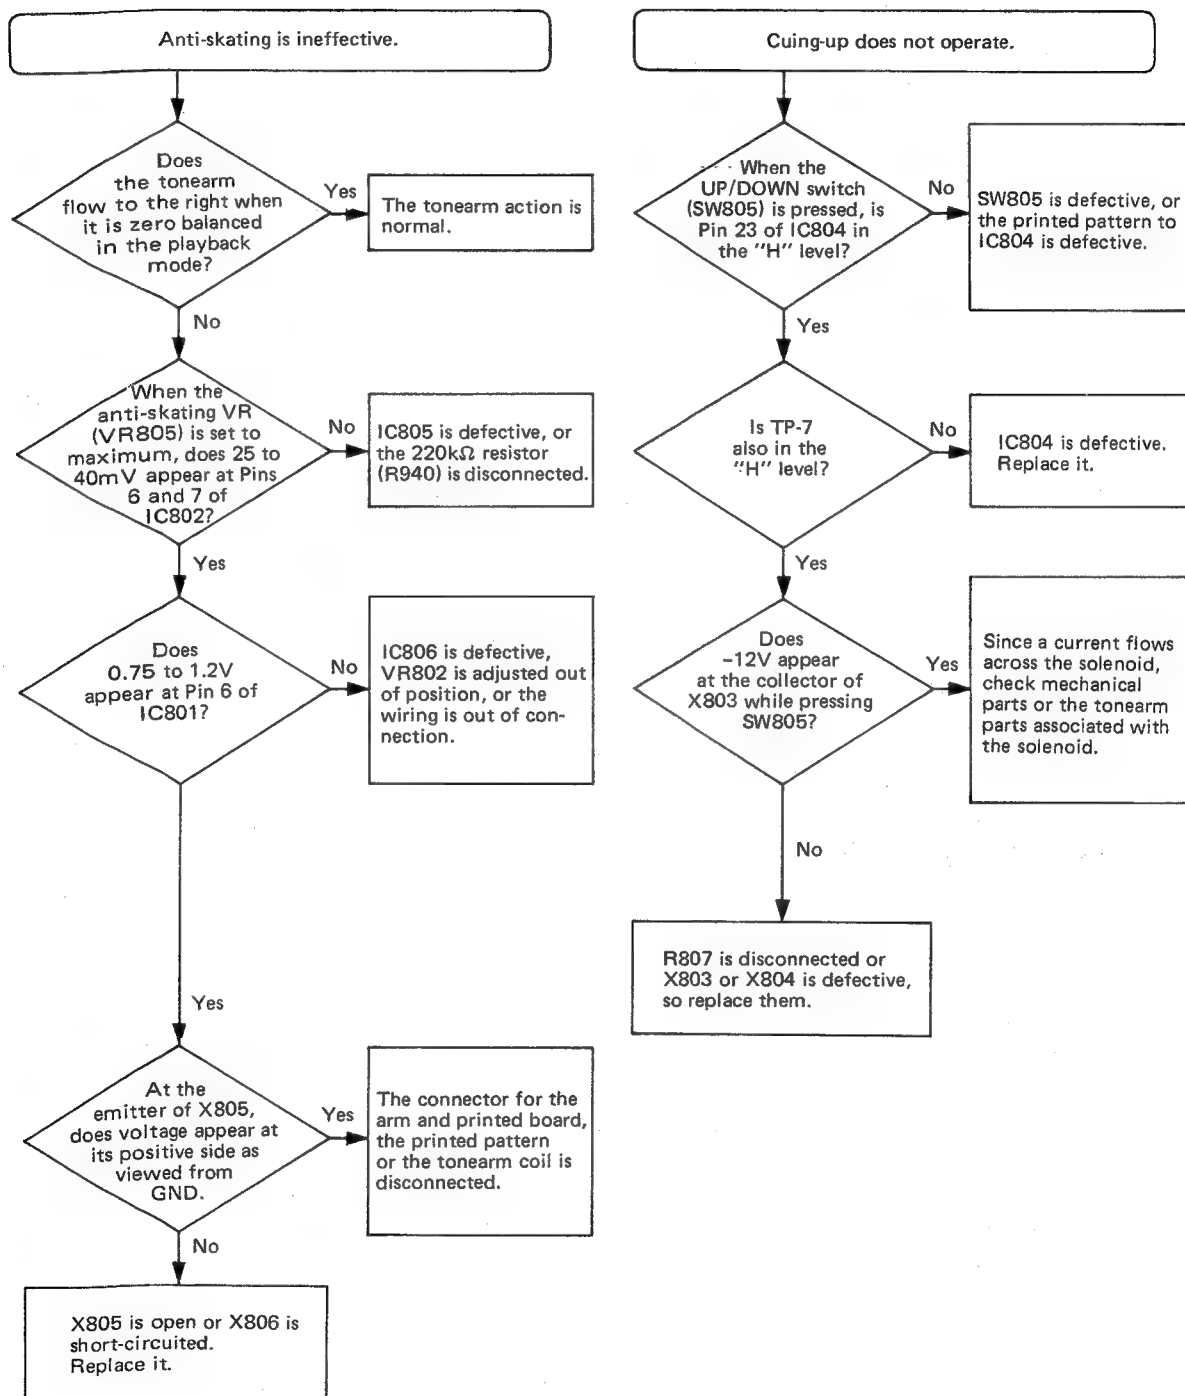 Anti-skating is ineffective.
Does
the tonearm
flow to the right when
it is zero balanced
in the playback
mode?
Yes
The tonearm action is
normal.
No
When the
anti-skating VR
(VR805) is set to
maximum, does 25 to
40mV appear at Pins
6 and 7 of
IC802?
No
IC805 is defective, or
the 220kΩ resistor
(R940) is disconnected.
Yes
Does
0.75 to 1.2V
appear at Pin 6 of
IC801?
No
IC806 is defective,
VR802 is adjusted out
of position, or the
wiring is out of con-
nection.
Yes
At the
emitter of X805,
does voltage appear at
its positive side as
viewed from
GND.
Yes
The connector for the
arm and printed board,
the printed pattern
or the tonearm coil is
disconnected.
No
X805 is open or X806 is
short-circuited.
Replace it.
Cuing-up does not operate.
When the
UP/DOWN switch
(SW805) is pressed, is
Pin 23 of IC804 in
the "H" level?
No
SW805 is defective, or
the printed pattern to
IC804 is defective.
Yes
Is TP-7
also in the
"H" level?
No
IC804 is defective.
Replace it.
Yes
Does
-12V appear
at the collector of
X803 while pressing
SW805?
Yes
Since a current flows
across the solenoid,
check mechanical
parts or the tonearm
parts associated with
the solenoid.
No
R807 is disconnected or
X803 or X804 is defective,
so replace them.